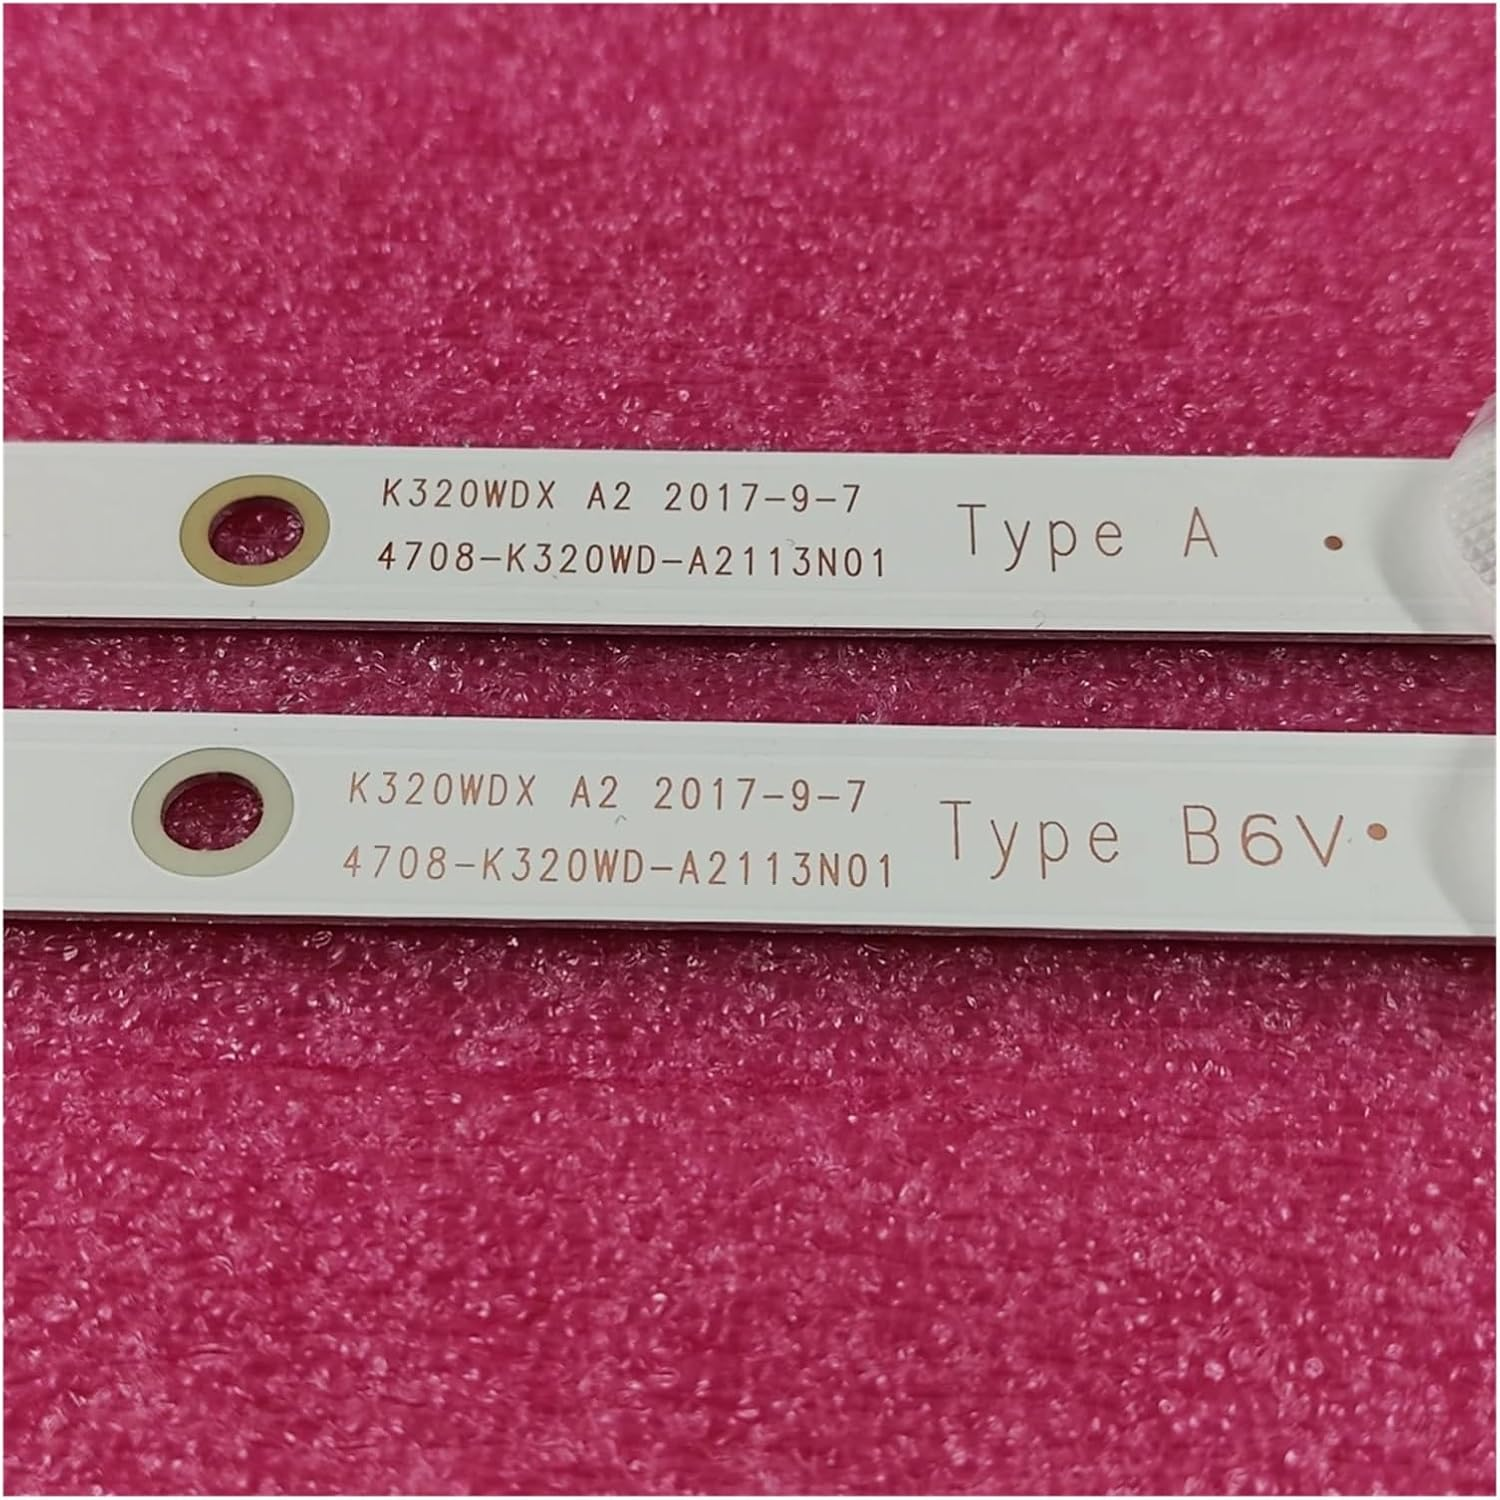 K320WDX A2 2017-9-7
4708-K320WD-A2113N01
Type A
K320WDX A2 2017-9-7
4708-K320WD-A2113N01
Type B6V